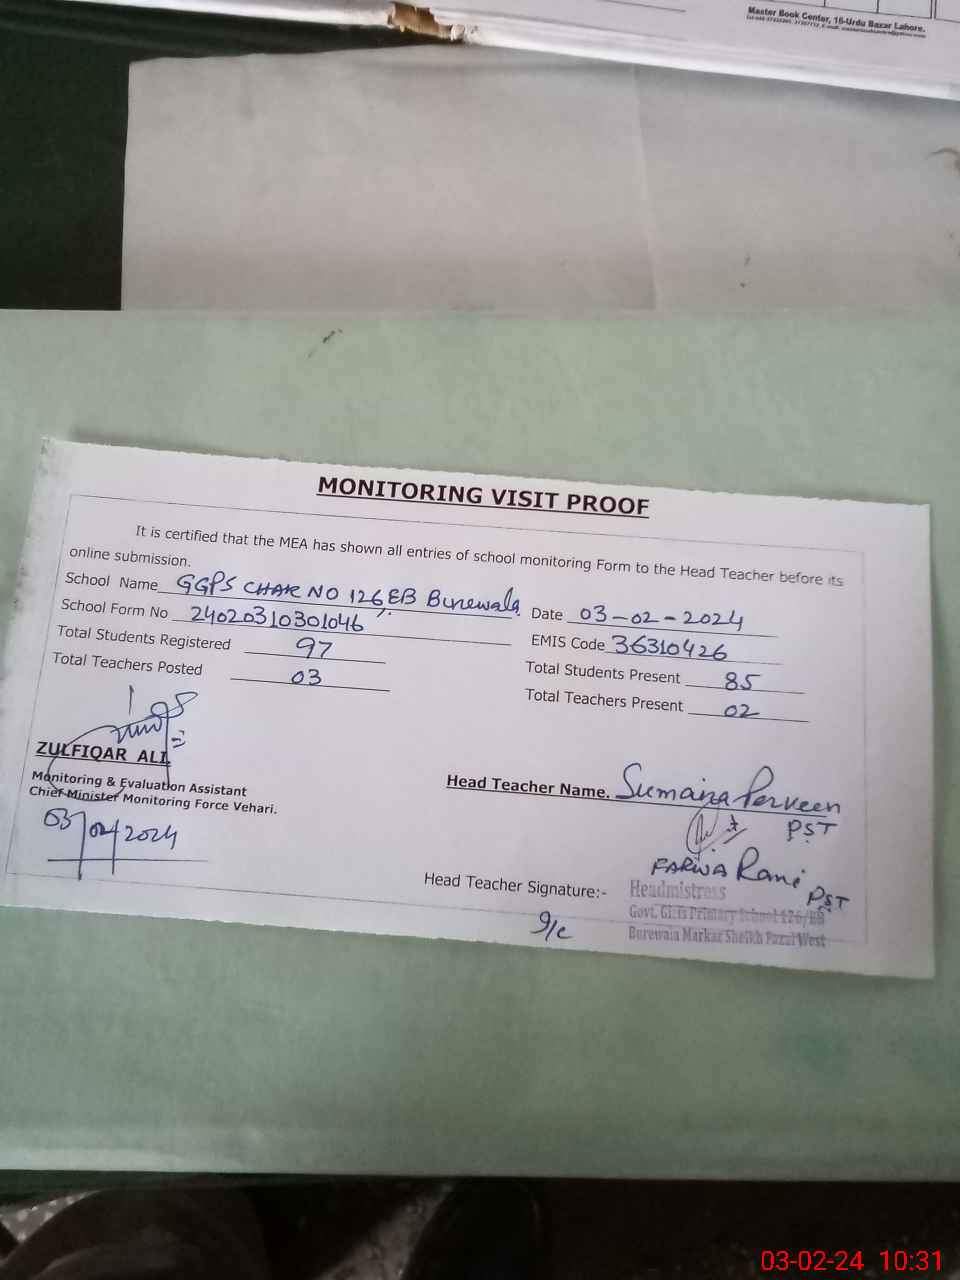 Master Book Center, 16-Urdu Bazar Lahore.
MONITORING VISIT PROOF
It is certified that the MEA has shown all entries of school monitoring Form to the Head Teacher before its
online submission.
School Name GGPS CHAK NO 126/EB Burewala Date 03-02-2024
School Form No 24020310301046 EMIS Code 36310426
Total Students Registered 97 Total Students Present 85
Total Teachers Posted 03 Total Teachers Present 02
ZULFIQAR ALI
Monitoring & Evaluation Assistant
Chief Minister Monitoring Force Vehari.
03/02/2024
Head Teacher Name. Sumaira Perveen
PST
FARWA Rani PST
Head Teacher Signature:-
Headmistress
Govt. Girls Primary School 126/EB
Burewala Markaz Sheikh Fazal West
03-02-24 10:31